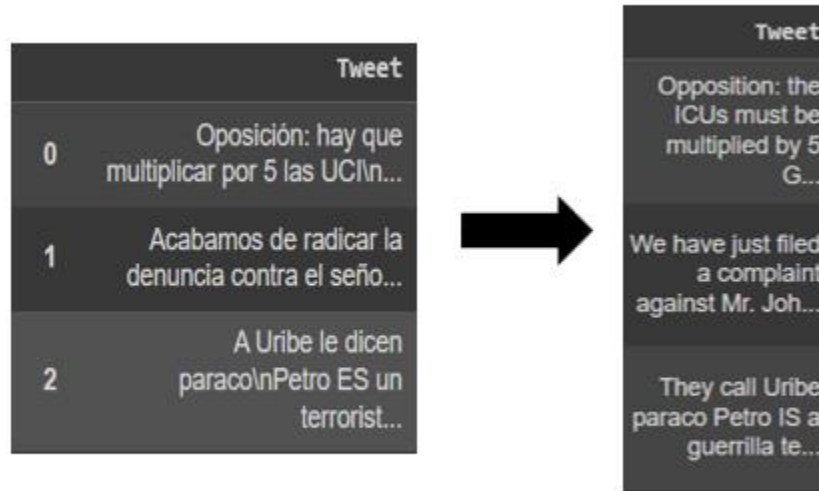 Tweet
0
Oposición: hay que
multiplicar por 5 las UCI\n...
1
Acabamos de radicar la
denuncia contra el seño...
2
A Uribe le dicen
paraco\nPetro ES un
terrorist...
Tweet
Opposition: the
ICUs must be
multiplied by 5
G...
We have just filed
a complaint
against Mr. Joh...
They call Uribe
paraco Petro IS a
guerrilla te...